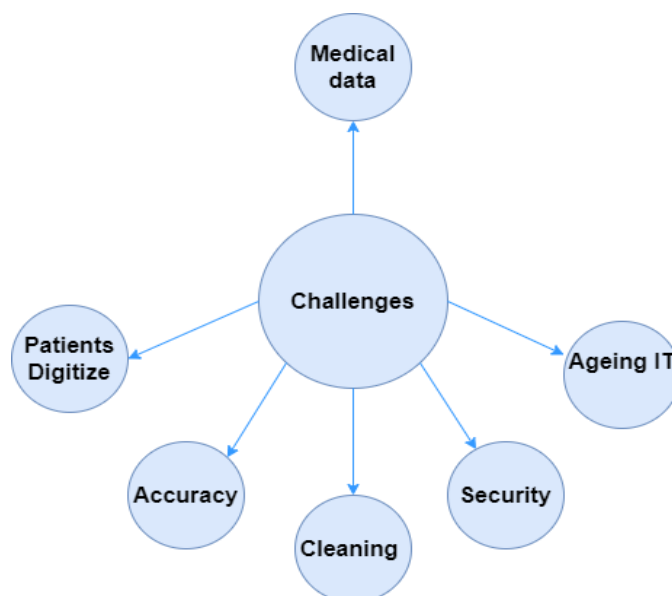 Medical
data
Challenges
Patients
Digitize
Ageing IT
Accuracy
Security
Cleaning